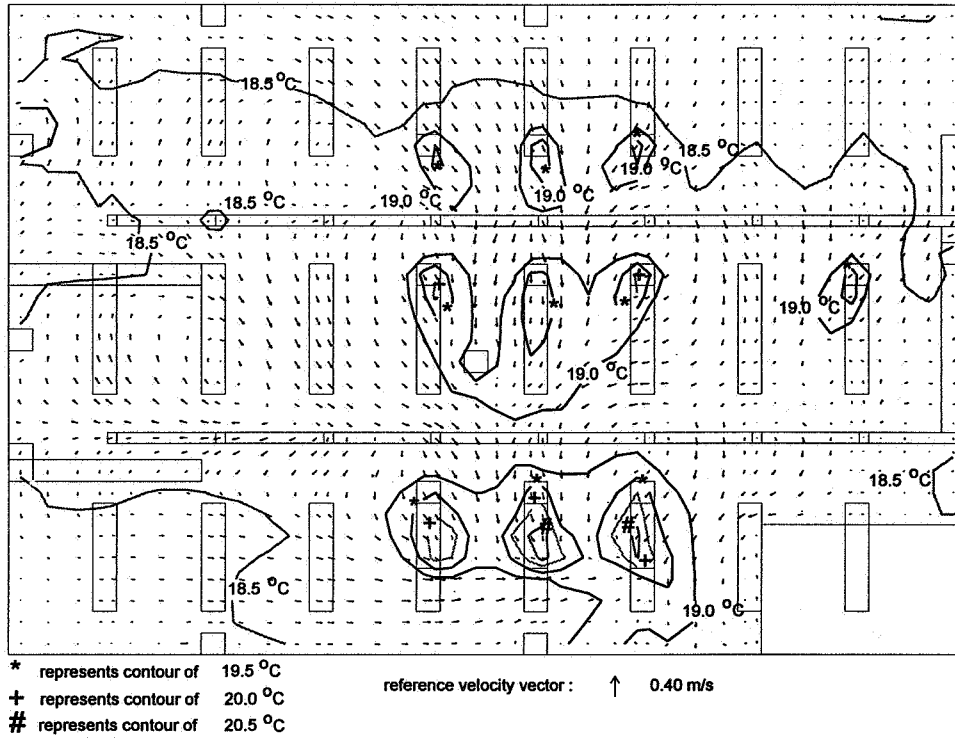 18.5 °C
18.5 °C
19.0 °C
19.0 °C
19.0 °C
18.5 °C
18.5 °C
19.0 °C
19.0 °C
18.5 °C
18.5 °C
19.0 °C
* represents contour of 19.5 °C
+ represents contour of 20.0 °C
# represents contour of 20.5 °C
reference velocity vector : ↑ 0.40 m/s